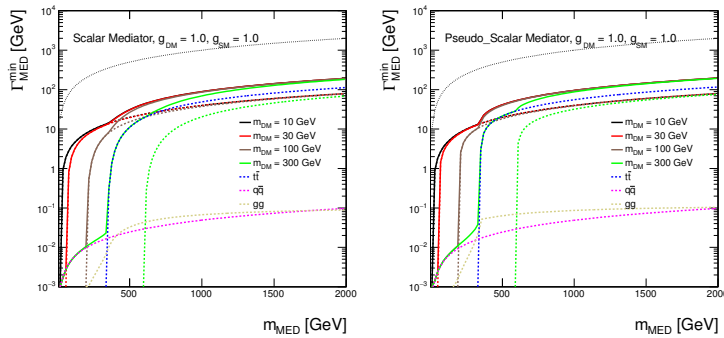 Scalar Mediator, g_DM = 1.0, g_SM = 1.0
Γ^min_MED [GeV]
10^4
10^3
10^2
10
1
10^-1
10^-2
10^-3
m_DM = 10 GeV
m_DM = 30 GeV
m_DM = 100 GeV
m_DM = 300 GeV
tt̄
qq̄
gg
500 1000 1500 2000
m_MED [GeV]
Pseudo_Scalar Mediator, g_DM = 1.0, g_SM = 1.0
Γ^min_MED [GeV]
10^4
10^3
10^2
10
1
10^-1
10^-2
10^-3
m_DM = 10 GeV
m_DM = 30 GeV
m_DM = 100 GeV
m_DM = 300 GeV
tt̄
qq̄
gg
500 1000 1500 2000
m_MED [GeV]